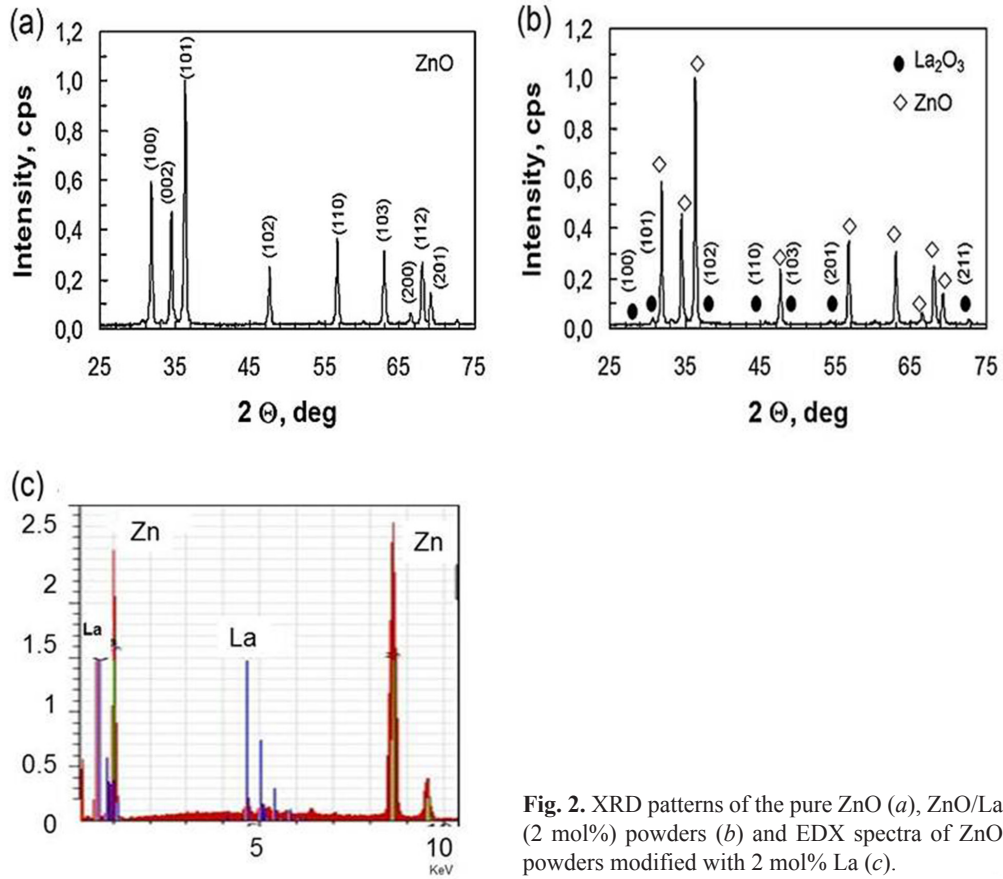 (a)
1,2
1,0
0,8
0,6
0,4
0,2
0,0
Intensity, cps
ZnO
(100)
(002)
(101)
(102)
(110)
(103)
(200)
(112)
(201)
25 35 45 55 65 75
2 Θ, deg
(b)
1,2
1,0
0,8
0,6
0,4
0,2
0,0
Intensity, cps
La₂O₃
ZnO
(100)
(101)
(102)
(110)
(103)
(201)
(211)
25 35 45 55 65 75
2 Θ, deg
(c)
2.5
2
1.5
1
0.5
0
Zn
La
La
Zn
5 10
KeV
Fig. 2. XRD patterns of the pure ZnO (a), ZnO/La
(2 mol%) powders (b) and EDX spectra of ZnO
powders modified with 2 mol% La (c).